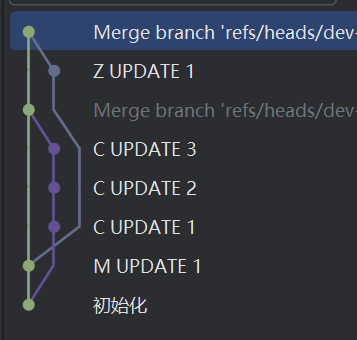 Merge branch 'refs/heads/dev-
Z UPDATE 1
Merge branch 'refs/heads/dev-
C UPDATE 3
C UPDATE 2
C UPDATE 1
M UPDATE 1
初始化